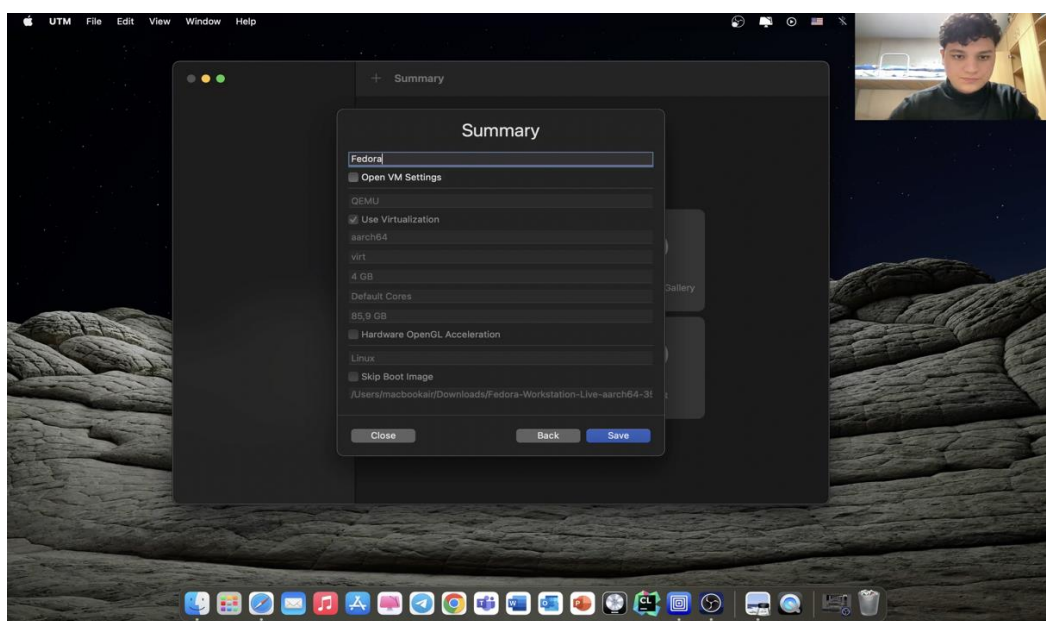 UTM File Edit View Window Help
+ Summary
Summary
Fedora
Open VM Settings
QEMU
Use Virtualization
aarch64
virt
4 GB
Default Cores
Gallery
85,9 GB
Hardware OpenGL Acceleration
Linux
Skip Boot Image
/Users/macbookair/Downloads/Fedora-Workstation-Live-aarch64-35
Close Back Save